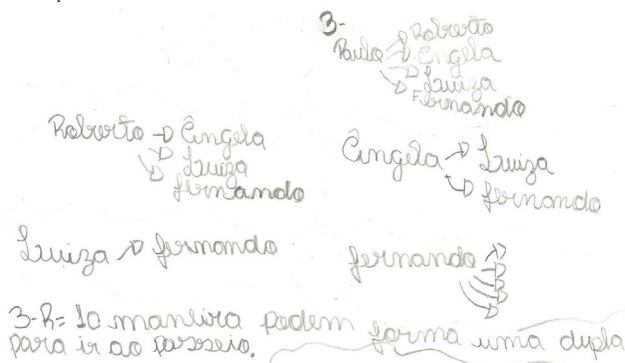 3-
Paulo → Roberto
→ Ângela
→ Luiza
→ Fernando
Roberto → Ângela
→ Luiza
→ fernando
Ângela → Luiza
→ fernando
Luiza → fernando
fernando →
3-R= 10 maneira podem forma uma dupla
para ir ao passeio.